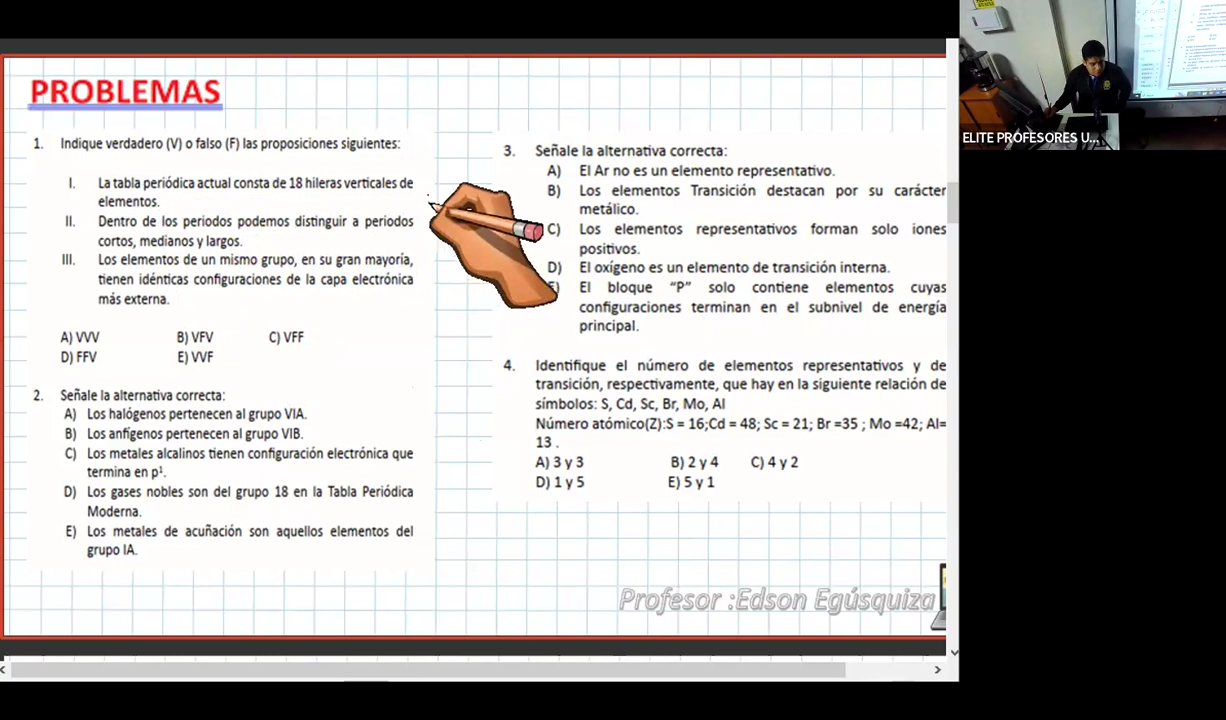 PROBLEMAS
1. Indique verdadero (V) o falso (F) las proposiciones siguientes:
I. La tabla periódica actual consta de 18 hileras verticales de
elementos.
II. Dentro de los periodos podemos distinguir a periodos
cortos, medianos y largos.
III. Los elementos de un mismo grupo, en su gran mayoría,
tienen idénticas configuraciones de la capa electrónica
más externa.
A) VVV B) VFV C) VFF
D) FFV E) VVF
2. Señale la alternativa correcta:
A) Los halógenos pertenecen al grupo VIA.
B) Los anfígenos pertenecen al grupo VIB.
C) Los metales alcalinos tienen configuración electrónica que
termina en p¹.
D) Los gases nobles son del grupo 18 en la Tabla Periódica
Moderna.
E) Los metales de acuñación son aquellos elementos del
grupo IA.
3. Señale la alternativa correcta:
A) El Ar no es un elemento representativo.
B) Los elementos Transición destacan por su carácter
metálico.
C) Los elementos representativos forman solo iones
positivos.
D) El oxígeno es un elemento de transición interna.
E) El bloque “P” solo contiene elementos cuyas
configuraciones terminan en el subnivel de energía
principal.
4. Identifique el número de elementos representativos y de
transición, respectivamente, que hay en la siguiente relación de
símbolos: S, Cd, Sc, Br, Mo, Al
Número atómico(Z):S = 16;Cd = 48; Sc = 21; Br =35 ; Mo =42; Al=
13 .
A) 3 y 3 B) 2 y 4 C) 4 y 2
D) 1 y 5 E) 5 y 1
Profesor :Edson Egúsquiza
ELITE PROFESORES U...